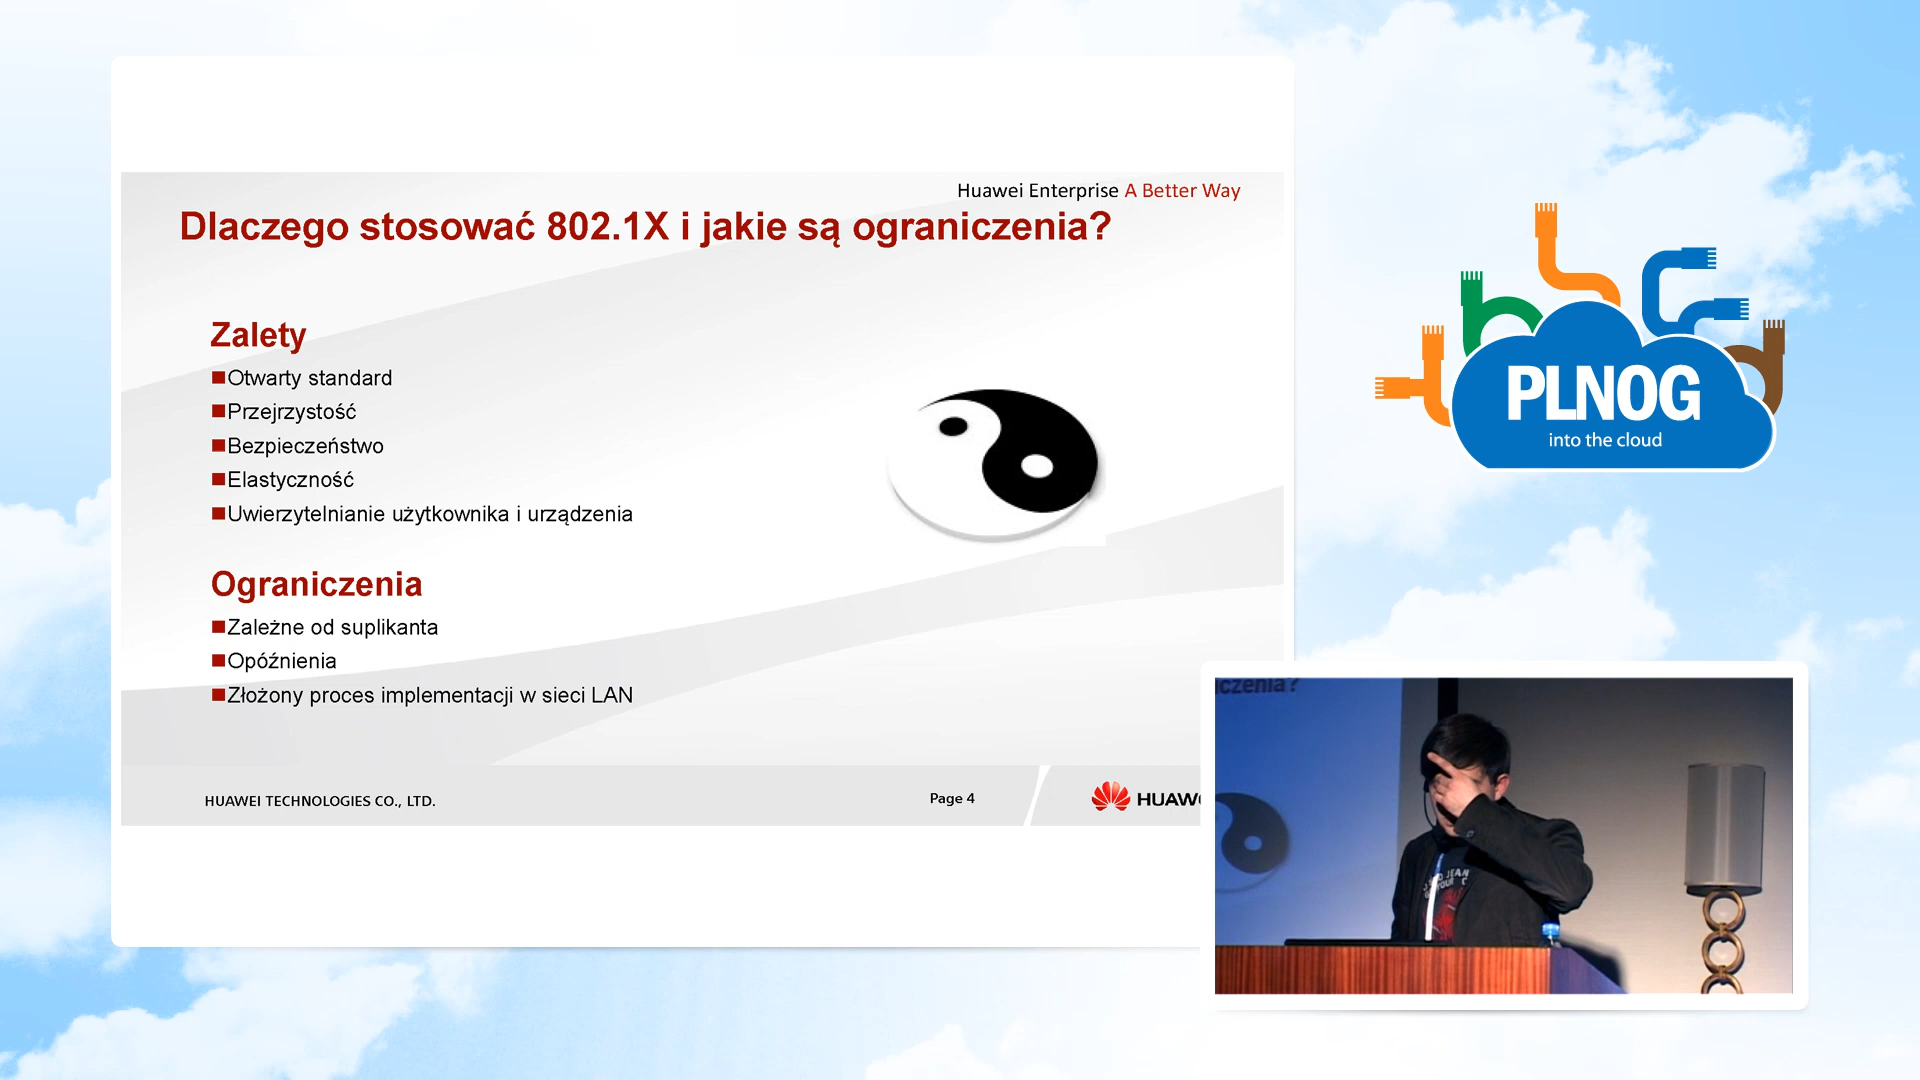 Huawei Enterprise A Better Way
Dlaczego stosować 802.1X i jakie są ograniczenia?
Zalety
Otwarty standard
Przejrzystość
Bezpieczeństwo
Elastyczność
Uwierzytelnianie użytkownika i urządzenia
Ograniczenia
Zależne od suplikanta
Opóźnienia
Złożony proces implementacji w sieci LAN
HUAWEI TECHNOLOGIES CO., LTD.
Page 4
HUAW
PLNOG
into the cloud
iczenia?